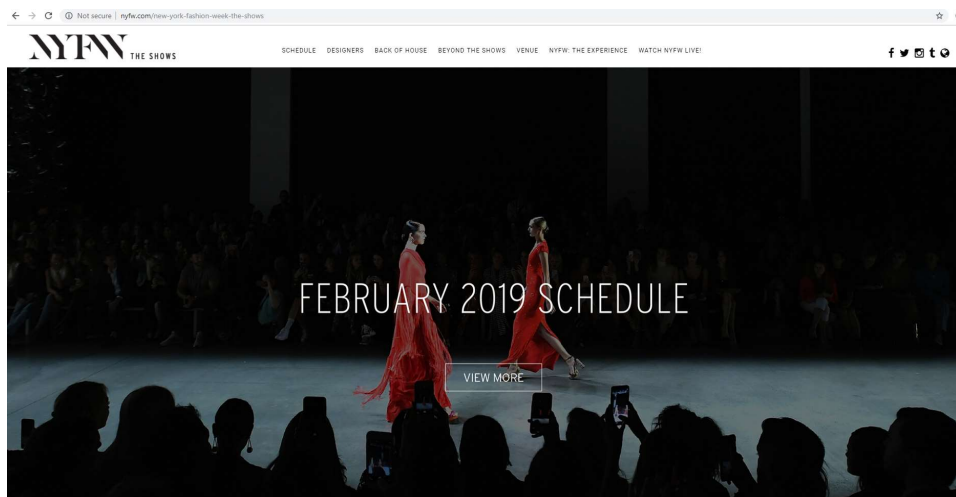 Not secure | nyfw.com/new-york-fashion-week-the-shows
NYFW THE SHOWS
SCHEDULE DESIGNERS BACK OF HOUSE BEYOND THE SHOWS VENUE NYFW: THE EXPERIENCE WATCH NYFW LIVE!
FEBRUARY 2019 SCHEDULE
VIEW MORE